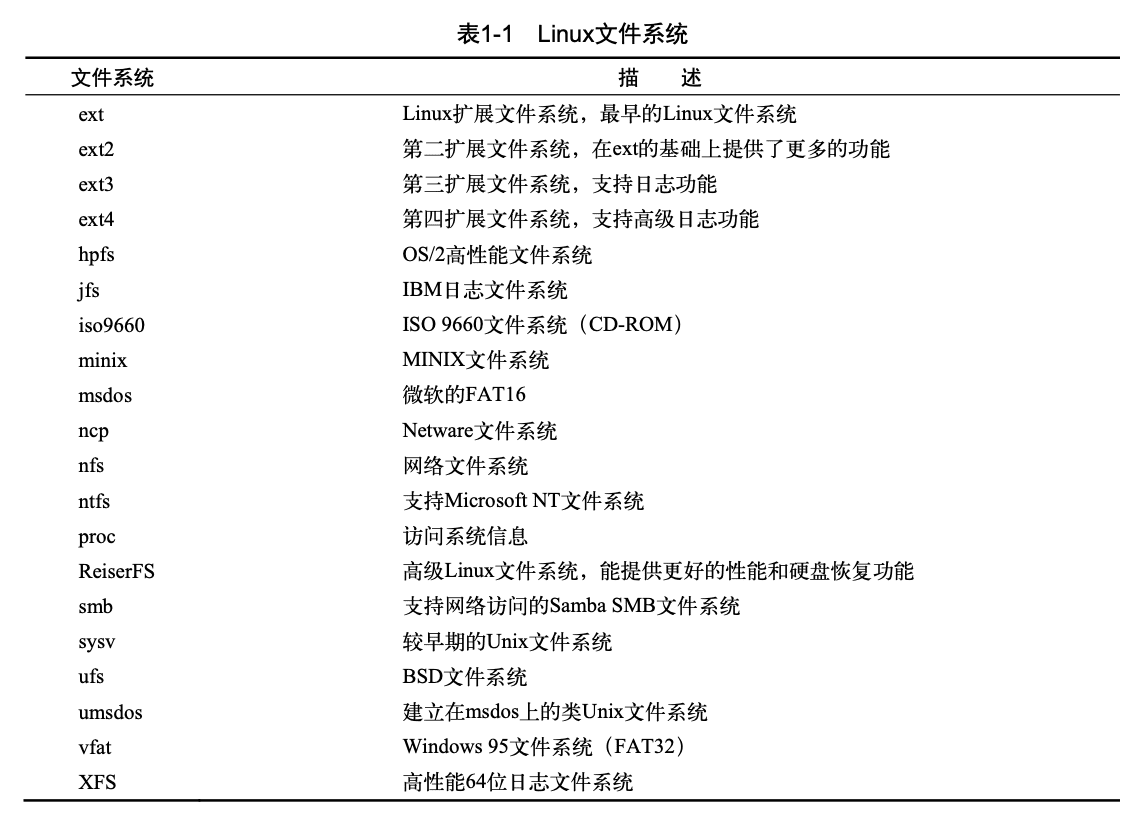 表1-1 Linux文件系统
文件系统 描 述
ext Linux扩展文件系统，最早的Linux文件系统
ext2 第二扩展文件系统，在ext的基础上提供了更多的功能
ext3 第三扩展文件系统，支持日志功能
ext4 第四扩展文件系统，支持高级日志功能
hpfs OS/2高性能文件系统
jfs IBM日志文件系统
iso9660 ISO 9660文件系统（CD-ROM）
minix MINIX文件系统
msdos 微软的FAT16
ncp Netware文件系统
nfs 网络文件系统
ntfs 支持Microsoft NT文件系统
proc 访问系统信息
ReiserFS 高级Linux文件系统，能提供更好的性能和硬盘恢复功能
smb 支持网络访问的Samba SMB文件系统
sysv 较早期的Unix文件系统
ufs BSD文件系统
umsdos 建立在msdos上的类Unix文件系统
vfat Windows 95文件系统（FAT32）
XFS 高性能64位日志文件系统